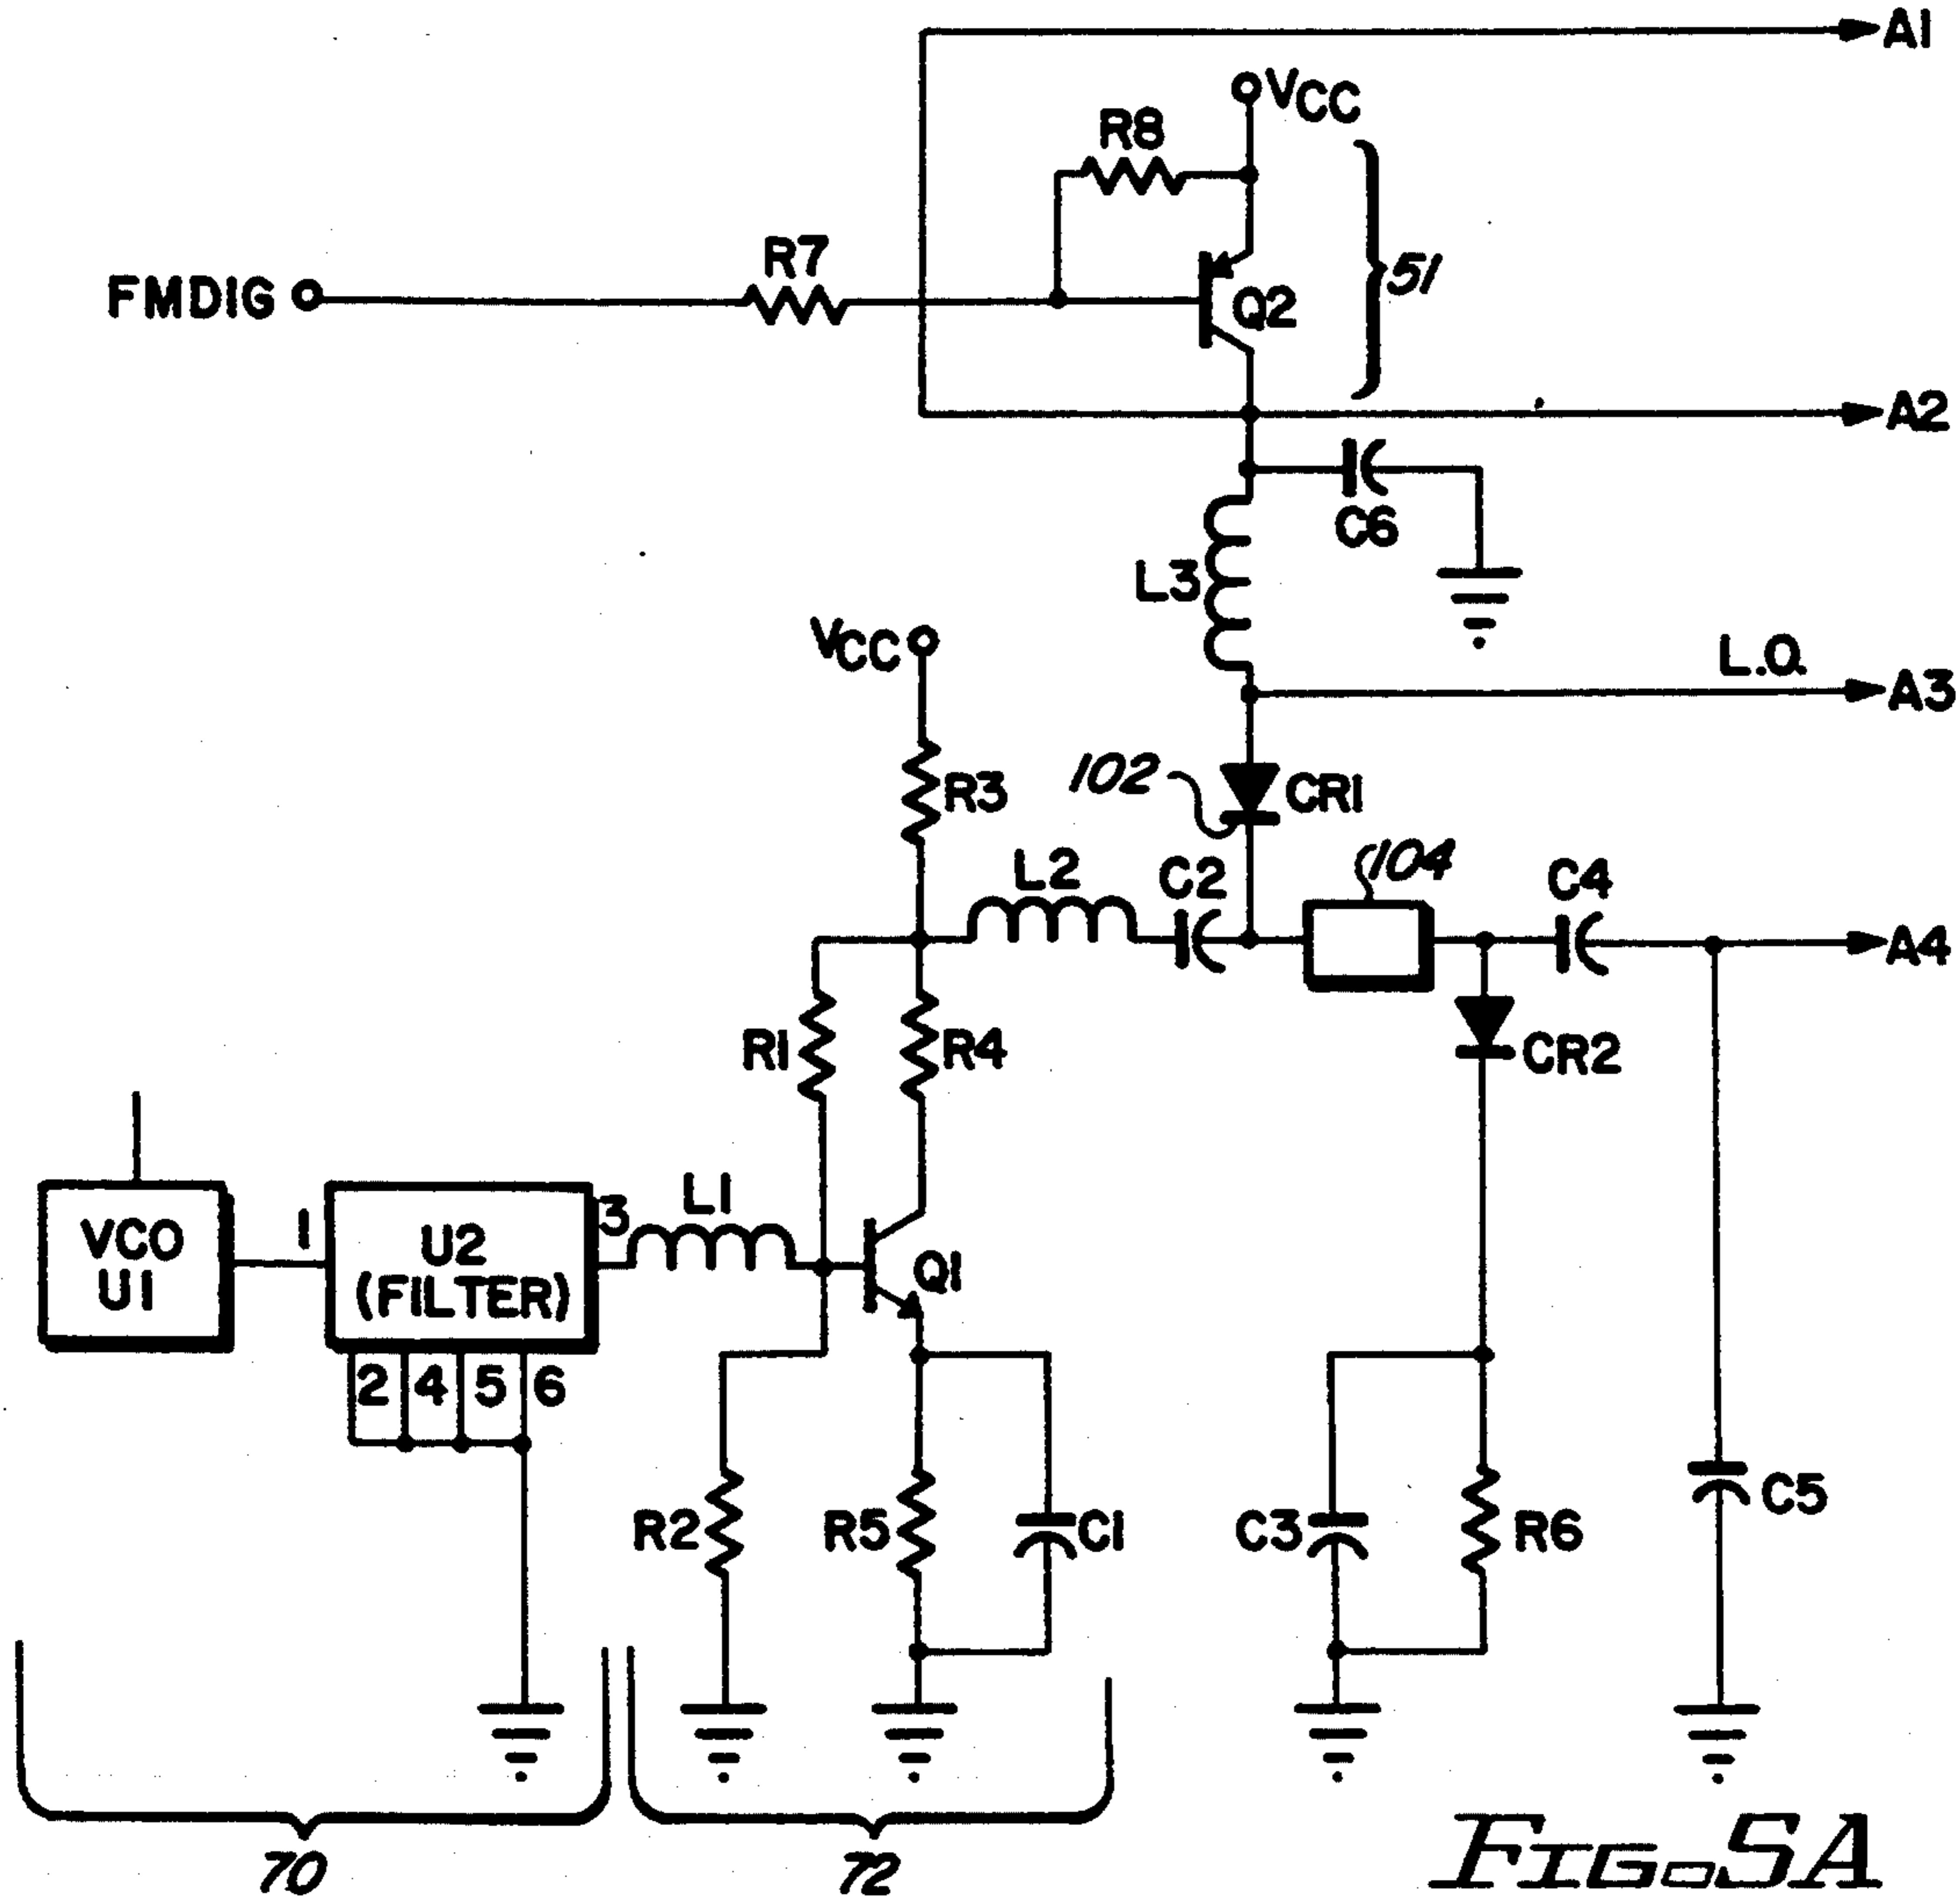 A1
VCC
R8
R7
51
FMDIG
Q2
A2
C6
L3
VCC
L.O.
A3
R3
102
CR1
L2
C2
104
C4
A4
R1
R4
CR2
L1
VCO
U1
1
U2
(FILTER)
3
Q1
2 4 5 6
R2
R5
C1
C3
R6
C5
70
72
FIG. 5A